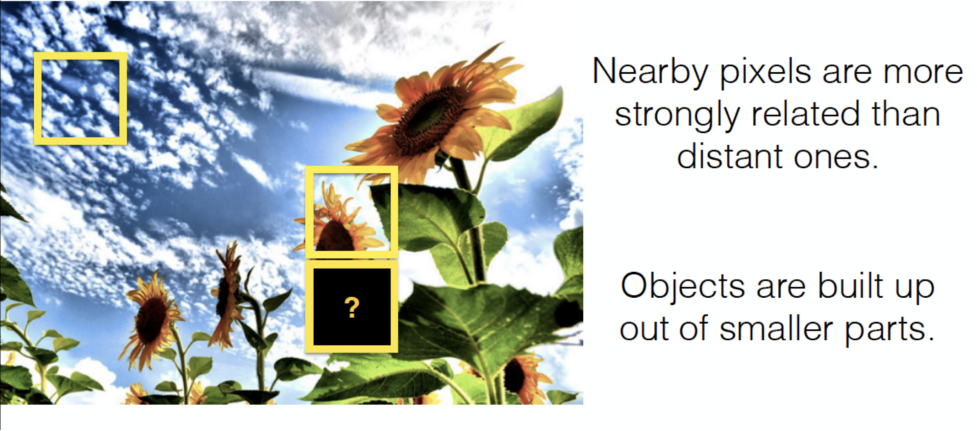 Nearby pixels are more
strongly related than
distant ones.
?
Objects are built up
out of smaller parts.